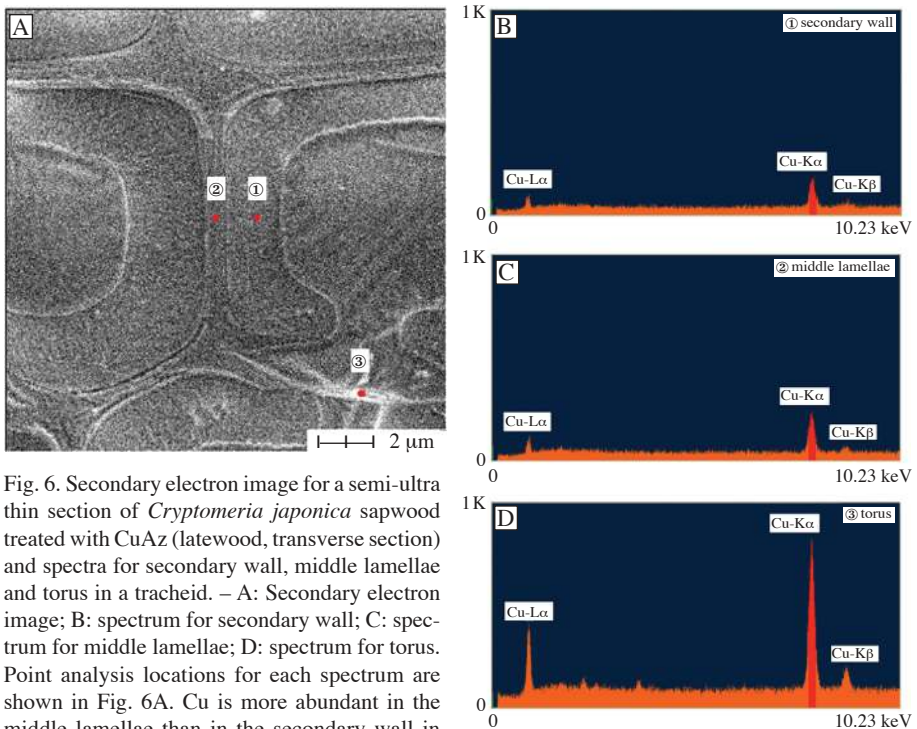 A
②
①
③
2 μm
Fig. 6. Secondary electron image for a semi-ultra
thin section of Cryptomeria japonica sapwood
treated with CuAz (latewood, transverse section)
and spectra for secondary wall, middle lamellae
and torus in a tracheid. – A: Secondary electron
image; B: spectrum for secondary wall; C: spec-
trum for middle lamellae; D: spectrum for torus.
Point analysis locations for each spectrum are
shown in Fig. 6A. Cu is more abundant in the
middle lamellae than in the secondary wall in
1 K
B
① secondary wall
Cu-Lα
Cu-Kα
Cu-Kβ
0
0
10.23 keV
1 K
C
② middle lamellae
Cu-Lα
Cu-Kα
Cu-Kβ
0
0
10.23 keV
1 K
D
③ torus
Cu-Kα
Cu-Lα
Cu-Kβ
0
0
10.23 keV